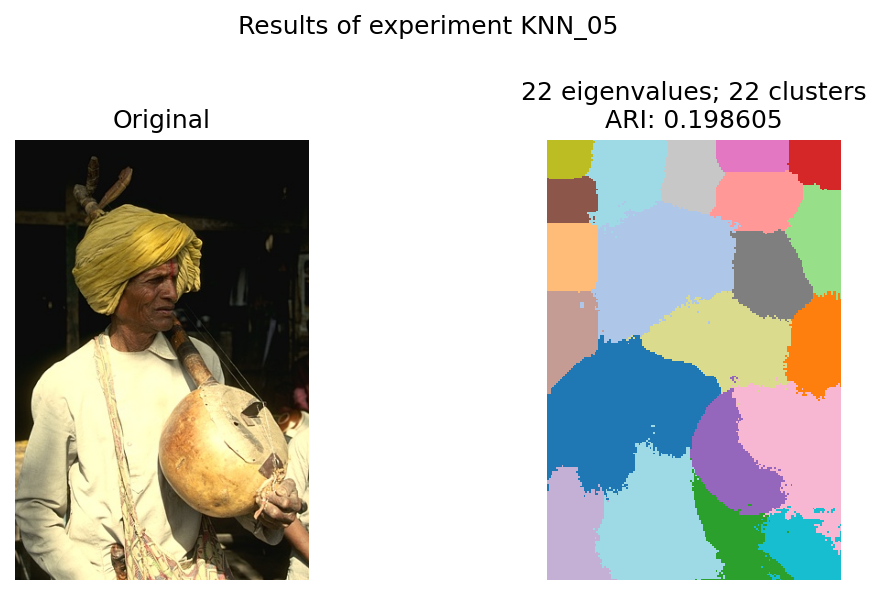 Results of experiment KNN_05
Original
22 eigenvalues; 22 clusters
ARI: 0.198605